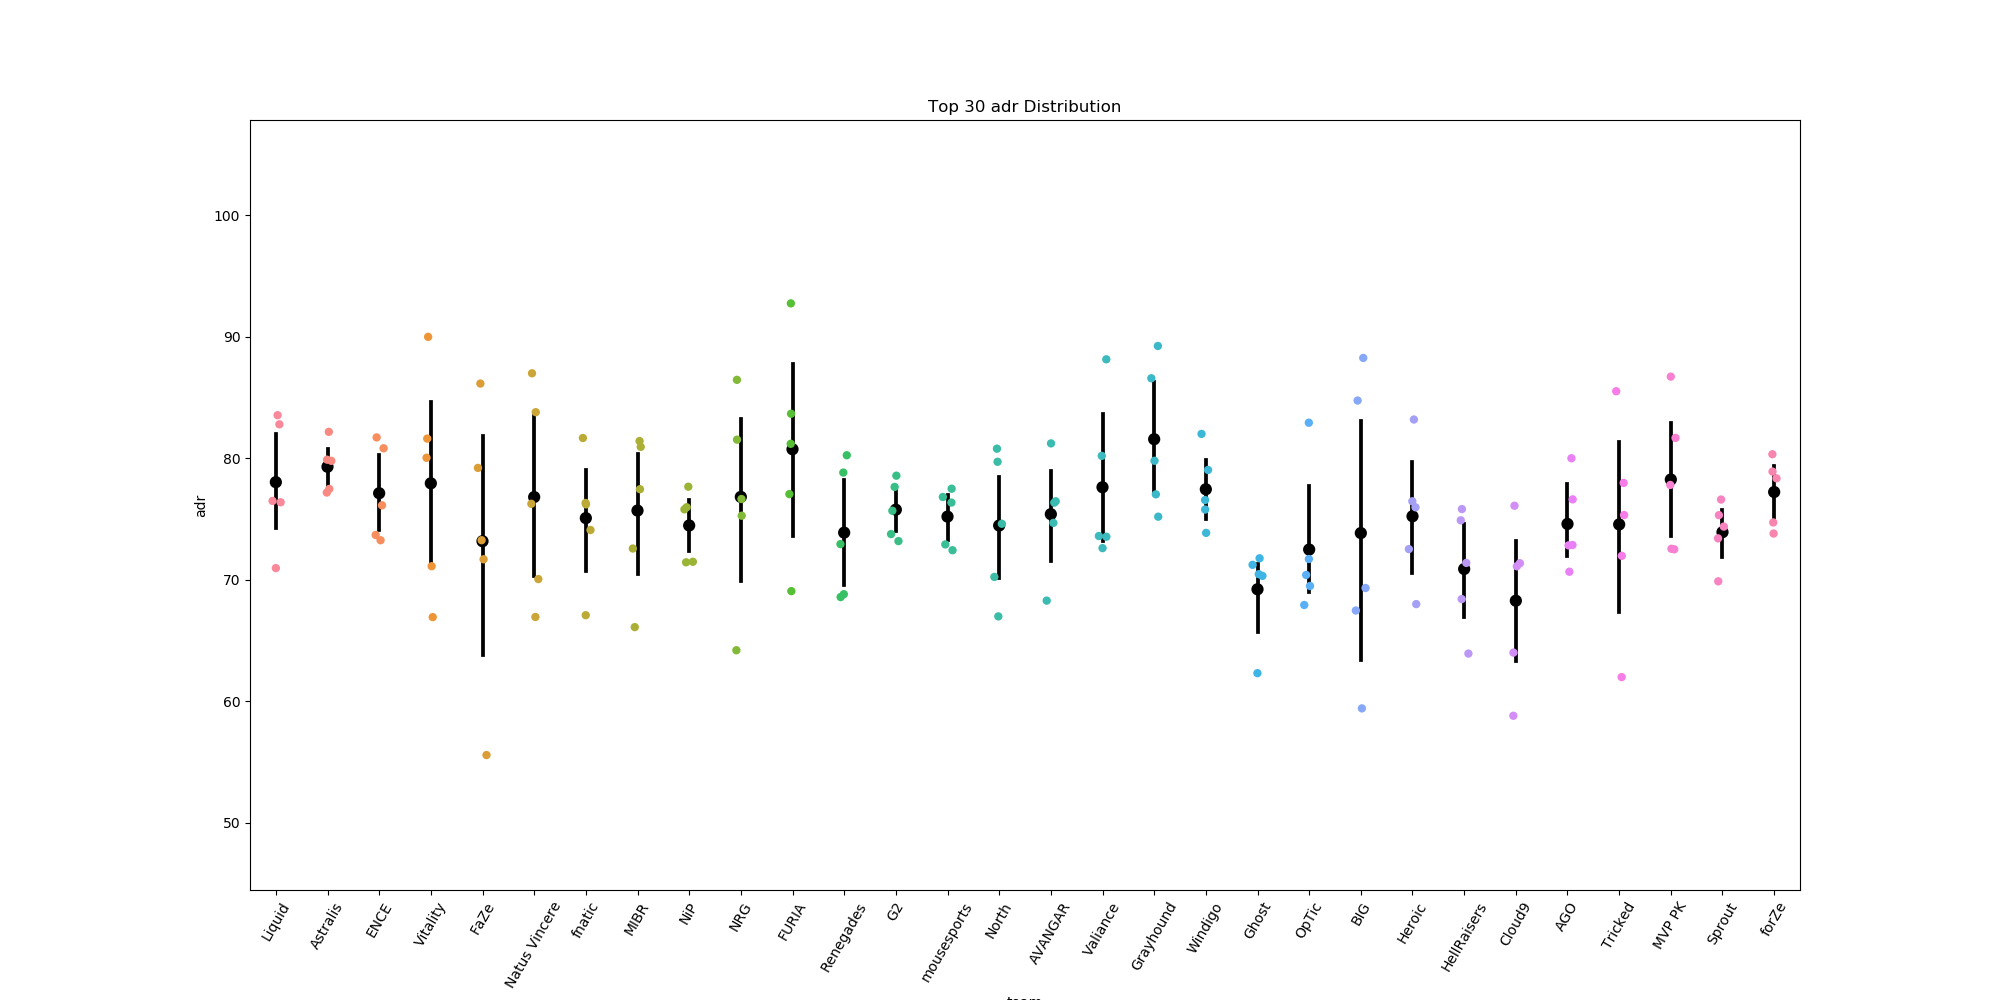 Top 30 adr Distribution
adr
100
90
80
70
60
50
Liquid
Astralis
ENCE
Vitality
FaZe
Natus Vincere
fnatic
MIBR
NiP
NRG
FURIA
Renegades
G2
mousesports
North
AVANGAR
Valiance
Grayhound
Windigo
Ghost
OpTic
BIG
Heroic
HellRaisers
Cloud9
AGO
Tricked
MVP PK
Sprout
forZe